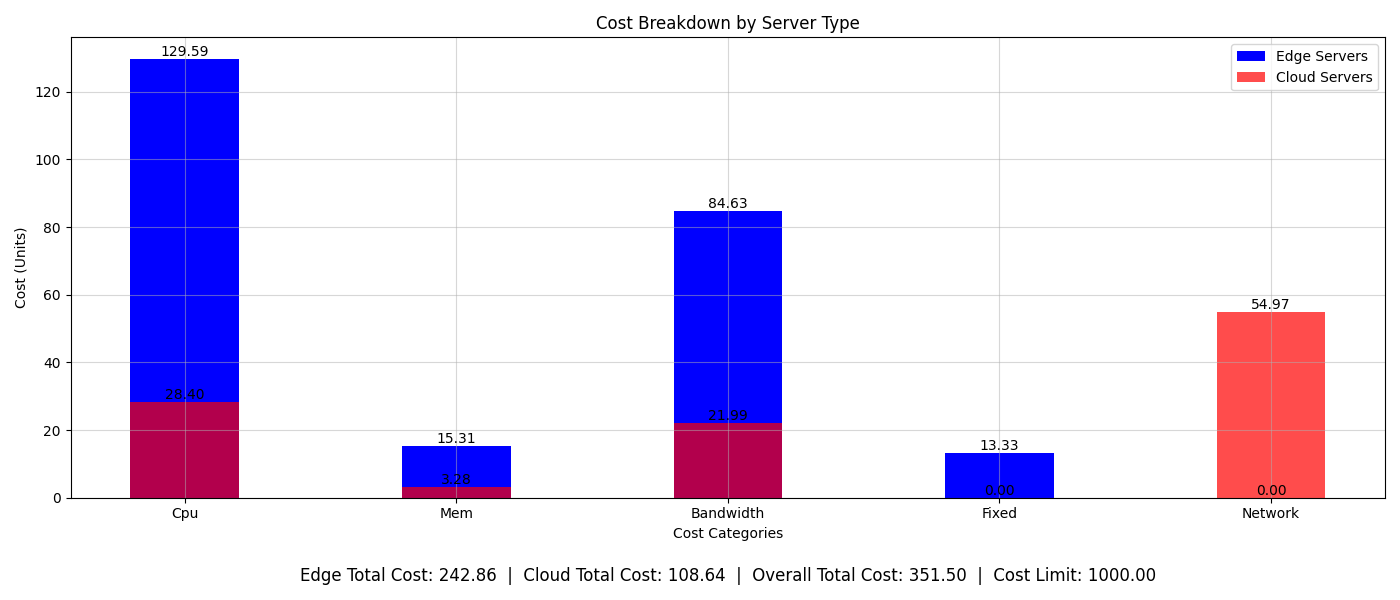 Cost Breakdown by Server Type
Edge Servers
Cloud Servers
Cost (Units)
120
100
80
60
40
20
0
129.59
28.40
15.31
3.28
84.63
21.99
13.33
0.00
54.97
0.00
Cpu
Mem
Bandwidth
Fixed
Network
Cost Categories
Edge Total Cost: 242.86 | Cloud Total Cost: 108.64 | Overall Total Cost: 351.50 | Cost Limit: 1000.00